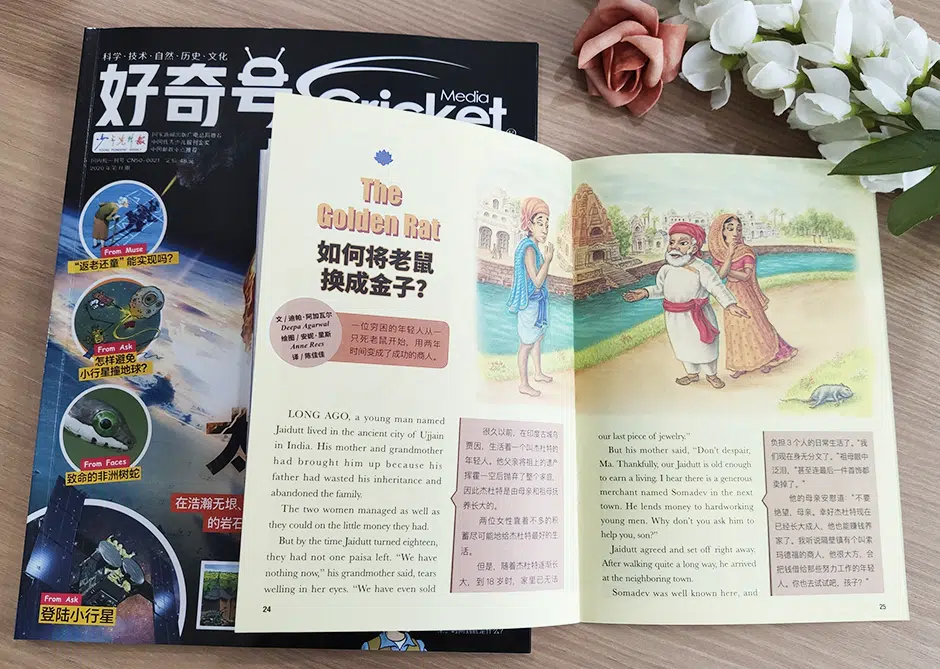 科学·技术·自然·历史·文化
好奇号
Cricket
Media
少年先锋报
From Muse
“返老还童”能实现吗？
From Ask
怎样避免
小行星撞地球？
From Faces
致命的非洲树蛇
在浩瀚无垠、
的岩石
From Ask
登陆小行星
The
Golden Rat
如何将老鼠
换成金子？
文 / 迪帕·阿加瓦尔
Deepa Agarwal
绘图 / 安妮·里斯
Anne Rees
译 / 陈佳佳
一位穷困的年轻人从一
只死老鼠开始，用两年
时间变成了成功的商人。
LONG AGO, a young man named
Jaidutt lived in the ancient city of Ujjain
in India. His mother and grandmother
had brought him up because his
father had wasted his inheritance and
abandoned the family.
The two women managed as well as
they could on the little money they had.
But by the time Jaidutt turned eighteen,
they had not one paisa left. “We have
nothing now,” his grandmother said, tears
welling in her eyes. “We have even sold
很久以前，在印度古城乌
贾因，生活着一个叫杰杜特的
年轻人。他父亲将祖上的遗产
挥霍一空后抛弃了整个家庭，
因此杰杜特是由母亲和祖母抚
养长大的。
两位女性靠着不多的积
蓄尽可能地给杰杜特最好的生
活。
但是，随着杰杜特逐渐长
大，到 18 岁时，家里已无法
24
our last piece of jewelry.”
But his mother said, “Don’t despair,
Ma. Thankfully, our Jaidutt is old enough
to earn a living. I hear there is a generous
merchant named Somadev in the next
town. He lends money to hardworking
young men. Why don’t you ask him to
help you, son?”
Jaidutt agreed and set off right away.
After walking quite a long way, he arrived
at the neighboring town.
Somadev was well known here, and
负担 3 个人的日常生活了。“我
们现在身无分文了，”祖母眼中
泛泪，“甚至连最后一件首饰都
卖掉了。”
他的母亲安慰道：“不要
绝望，母亲。幸好杰杜特现在
已经长大成人，他也能赚钱养
家了。我听说隔壁镇有个叫索
玛德福的商人，他很大方，会
把钱借给那些努力工作的年轻
人。你也去试试吧，孩子？”
25